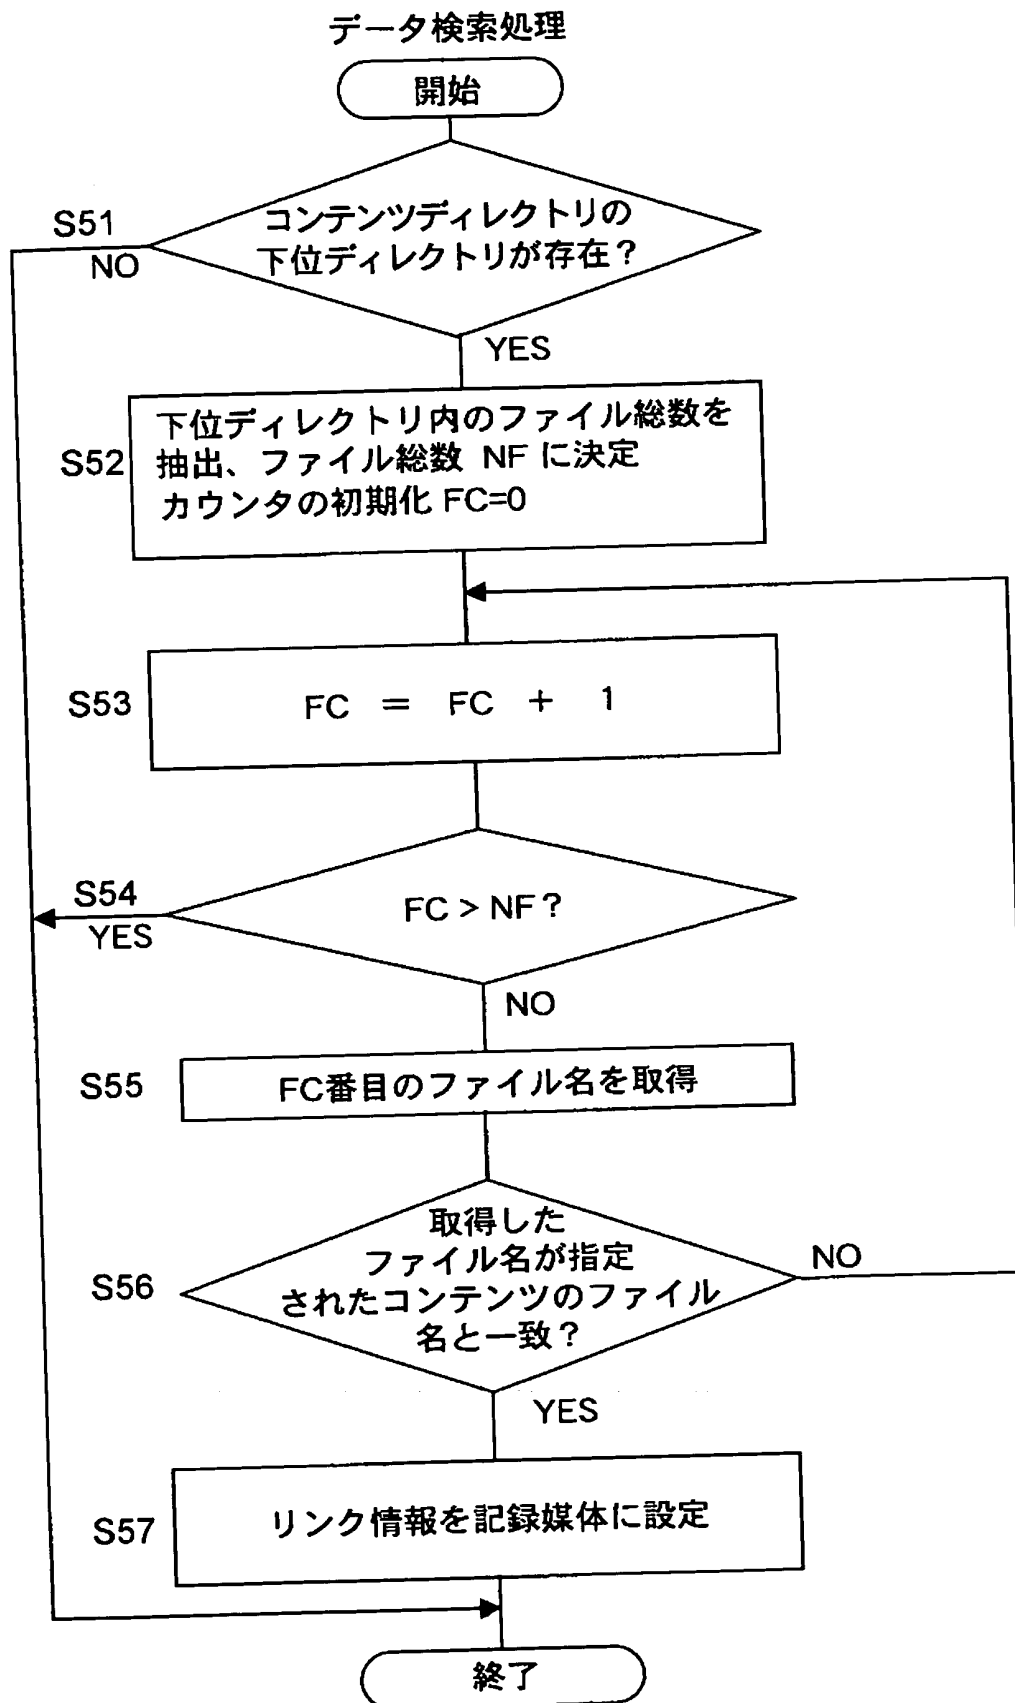 データ検索処理
開始
S51
コンテンツディレクトリの
下位ディレクトリが存在？
NO
YES
S52
下位ディレクトリ内のファイル総数を
抽出、ファイル総数 NF に決定
カウンタの初期化 FC=0
S53
FC = FC + 1
S54
FC > NF？
YES
NO
S55
FC番目のファイル名を取得
S56
取得した
ファイル名が指定
されたコンテンツのファイル
名と一致？
NO
YES
S57
リンク情報を記録媒体に設定
終了